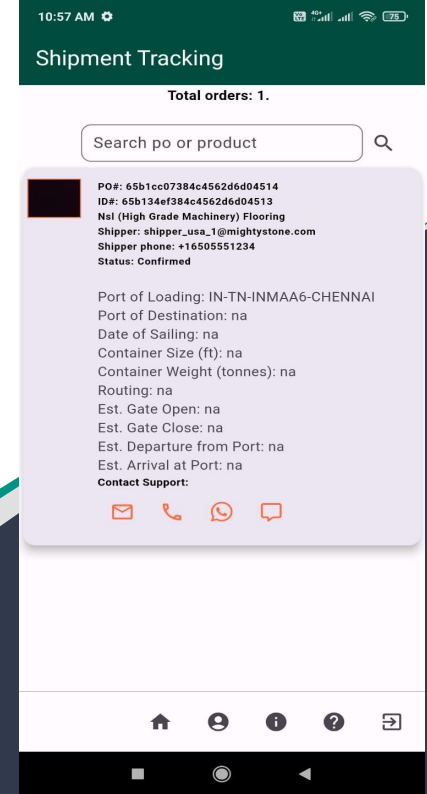 10:57 AM
75
Shipment Tracking
Total orders: 1.
Search po or product
PO#: 65b1cc07384c4562d6d04514
ID#: 65b134ef384c4562d6d04513
Nsl (High Grade Machinery) Flooring
Shipper: shipper_usa_1@mightystone.com
Shipper phone: +16505551234
Status: Confirmed
Port of Loading: IN-TN-INMAA6-CHENNAI
Port of Destination: na
Date of Sailing: na
Container Size (ft): na
Container Weight (tonnes): na
Routing: na
Est. Gate Open: na
Est. Gate Close: na
Est. Departure from Port: na
Est. Arrival at Port: na
Contact Support: